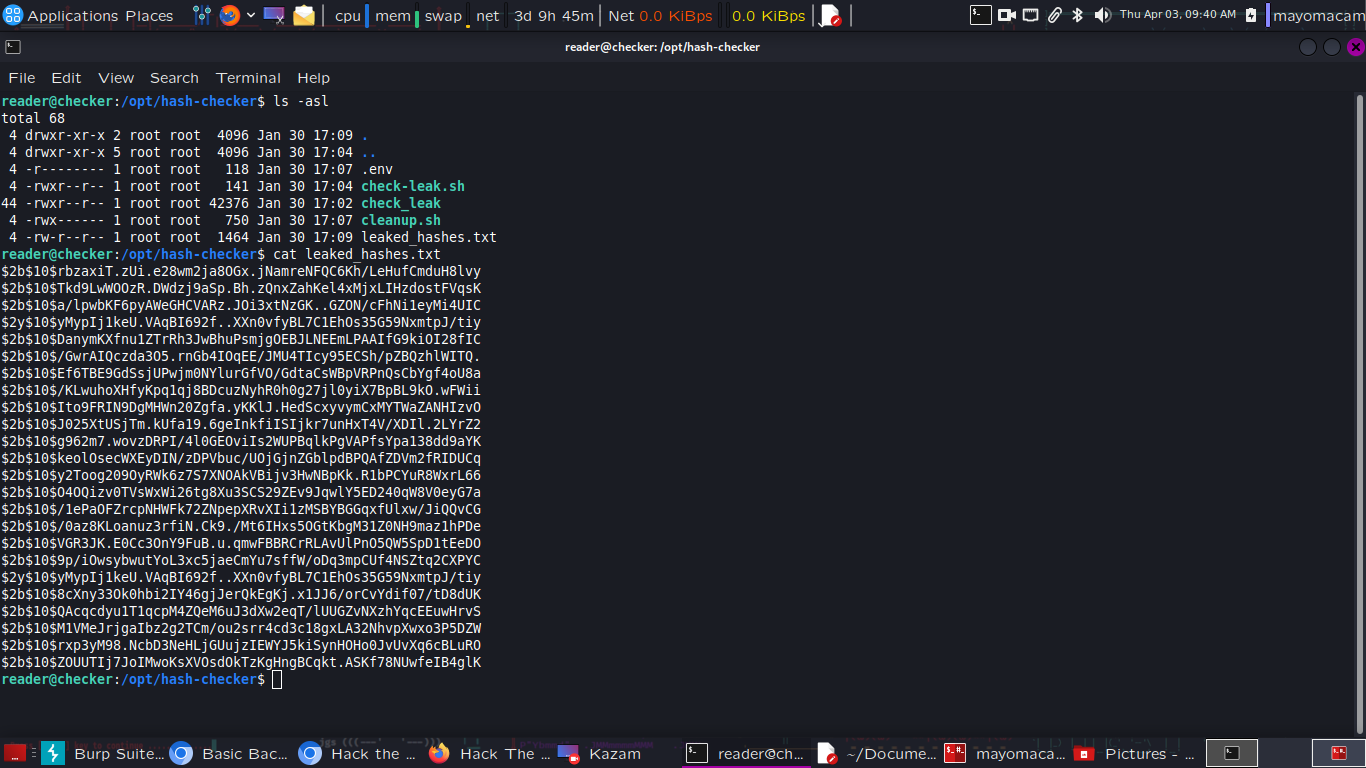 Applications Places cpu mem swap net 3d 9h 45m Net 0.0 KiBps 0.0 KiBps Thu Apr 03, 09:40 AM mayomacam
reader@checker: /opt/hash-checker
File Edit View Search Terminal Help
reader@checker:/opt/hash-checker$ ls -asl
total 68
 4 drwxr-xr-x 2 root root  4096 Jan 30 17:09 .
 4 drwxr-xr-x 5 root root  4096 Jan 30 17:04 ..
 4 -r-------- 1 root root   118 Jan 30 17:07 .env
 4 -rwxr--r-- 1 root root   141 Jan 30 17:04 check-leak.sh
44 -rwxr--r-- 1 root root 42376 Jan 30 17:02 check_leak
 4 -rwx------ 1 root root   750 Jan 30 17:07 cleanup.sh
 4 -rw-r--r-- 1 root root  1464 Jan 30 17:09 leaked_hashes.txt
reader@checker:/opt/hash-checker$ cat leaked_hashes.txt
$2b$10$rbzaxiT.zUi.e28wm2ja8OGx.jNamreNFQC6Kh/LeHufCmduH8lvy
$2b$10$Tkd9LwWOOzR.DWdzj9aSp.Bh.zQnxZahKel4xMjxLIHzdostFVqsK
$2b$10$a/lpwbKF6pyAWeGHCVARz.JOi3xtNzGK..GZON/cFhNi1eyMi4UIC
$2y$10$yMypIj1keU.VAqBI692f..XXn0vfyBL7C1EhOs35G59NxmtpJ/tiy
$2b$10$DanymKXfnu1ZTrRh3JwBhuPsmjgOEBJLNEEmLPAAIfG9kiOI28fIC
$2b$10$/GwrAIQczda3O5.rnGb4IOqEE/JMU4TIcy95ECSh/pZBQzhlWITQ.
$2b$10$Ef6TBE9GdSsjUPwjm0NYlurGfVO/GdtaCsWBpVRPnQsCbYgf4oU8a
$2b$10$/KLwuhoXHfyKpq1qj8BDcuzNyhR0h0g27jl0yiX7BpBL9kO.wFWii
$2b$10$Ito9FRIN9DgMHWn20Zgfa.yKKlJ.HedScxyvymCxMYTWaZANHIzvO
$2b$10$J025XtUSjTm.kUfa19.6geInkfiISIjkr7unHxT4V/XDIl.2LYrZ2
$2b$10$g962m7.wovzDRPI/4l0GEOviIs2WUPBqlkPgVAPfsYpa138dd9aYK
$2b$10$keolOsecWXEyDIN/zDPVbuc/UOjGjnZGblpdBPQAfZDVm2fRIDUCq
$2b$10$y2Toog209OyRWk6z7S7XNOAkVBijv3HwNBpKk.R1bPCYuR8WxrL66
$2b$10$O4OQizv0TVsWxWi26tg8Xu3SCS29ZEv9JqwlY5ED240qW8V0eyG7a
$2b$10$/1ePaOFZrcpNHWFk72ZNpepXRvXIi1zMSBYBGGqxfUlxw/JiQQvCG
$2b$10$/0az8KLoanuz3rfiN.Ck9./Mt6IHxs5OGtKbgM31Z0NH9maz1hPDe
$2b$10$VGR3JK.E0Cc3OnY9FuB.u.qmwFBBRCrRLAvUlPnO5QW5SpD1tEeDO
$2b$10$9p/iOwsybwutYoL3xc5jaeCmYu7sffW/oDq3mpCUf4NSZtq2CXPYC
$2y$10$yMypIj1keU.VAqBI692f..XXn0vfyBL7C1EhOs35G59NxmtpJ/tiy
$2b$10$8cXny33Ok0hbi2IY46gjJerQkEgKj.x1JJ6/orCvYdif07/tD8dUK
$2b$10$QAcqcdyu1T1qcpM4ZQeM6uJ3dXw2eqT/lUUGZvNXzhYqcEEuwHrvS
$2b$10$M1VMeJrjgaIbz2g2TCm/ou2srr4cd3c18gxLA32NhvpXwxo3P5DZW
$2b$10$rxp3yM98.NcbD3NeHLjGUujzIEWYJ5kiSynHOHo0JvUvXq6cBLuRO
$2b$10$ZOUUTIj7JoIMwoKsXVOsdOkTzKgHngBCqkt.ASKf78NUwfeIB4glK
reader@checker:/opt/hash-checker$
Burp Suite... Basic Bac... Hack the ... Hack The ... Kazam reader@ch... ~/Docume... mayomaca... Pictures - ...